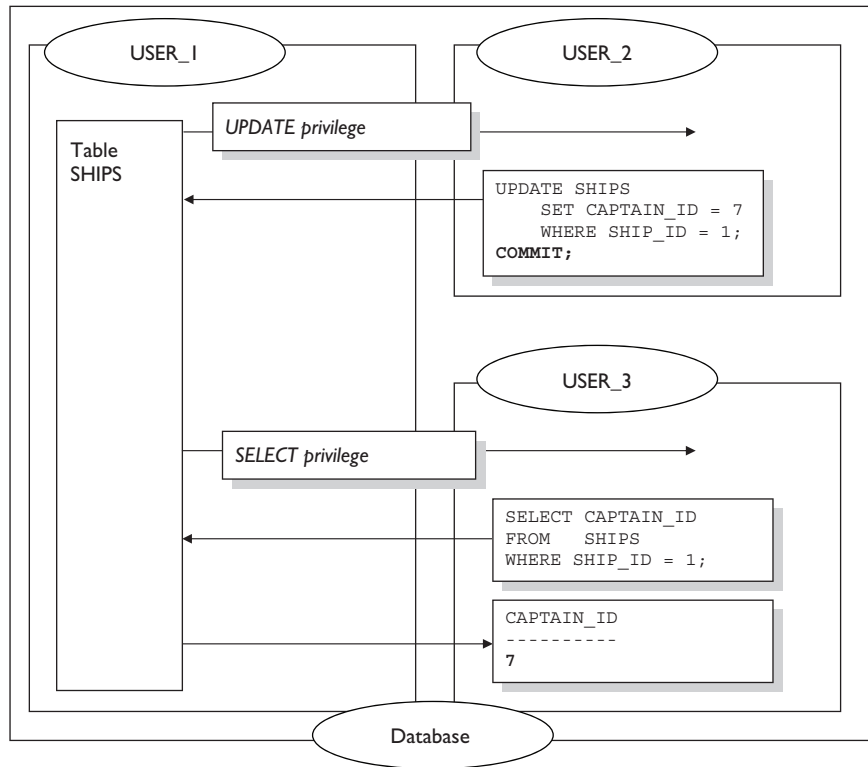 USER_1
USER_2
UPDATE privilege
Table
SHIPS
UPDATE SHIPS
SET CAPTAIN_ID = 7
WHERE SHIP_ID = 1;
COMMIT;
USER_3
SELECT privilege
SELECT CAPTAIN_ID
FROM SHIPS
WHERE SHIP_ID = 1;
CAPTAIN_ID
----------
7
Database